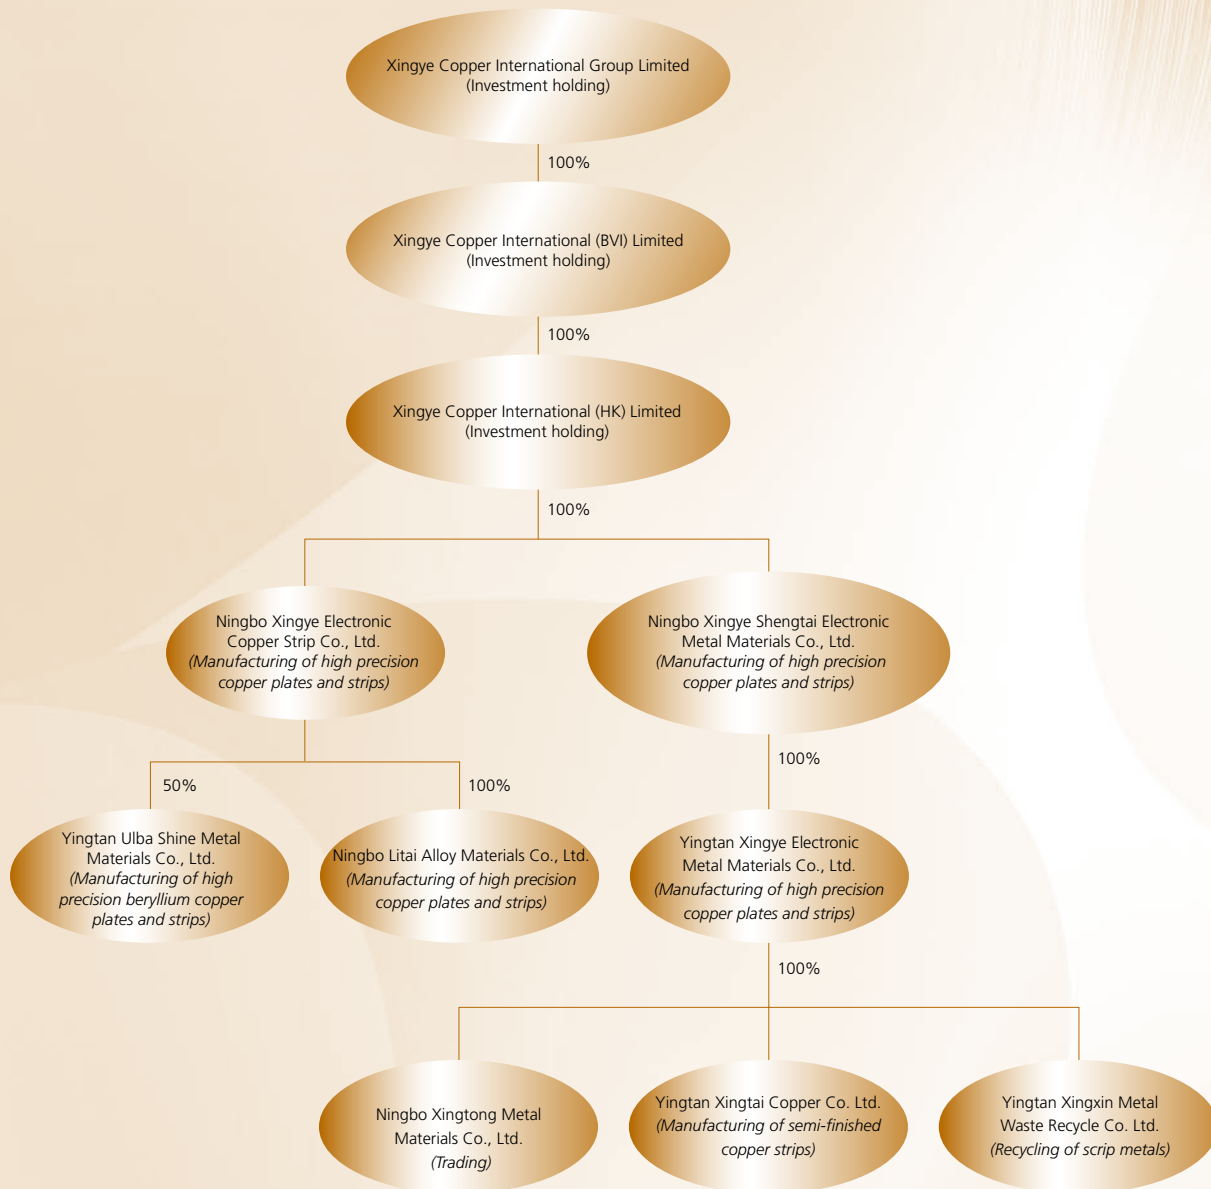 Xingye Copper International Group Limited
(Investment holding)
100%
Xingye Copper International (BVI) Limited
(Investment holding)
100%
Xingye Copper International (HK) Limited
(Investment holding)
100%
Ningbo Xingye Electronic
Copper Strip Co., Ltd.
(Manufacturing of high precision
copper plates and strips)
Ningbo Xingye Shengtai Electronic
Metal Materials Co., Ltd.
(Manufacturing of high precision
copper plates and strips)
50%
100%
100%
Yingtan Ulba Shine Metal
Materials Co., Ltd.
(Manufacturing of high
precision beryllium copper
plates and strips)
Ningbo Litai Alloy Materials Co., Ltd.
(Manufacturing of high precision
copper plates and strips)
Yingtan Xingye Electronic
Metal Materials Co., Ltd.
(Manufacturing of high precision
copper plates and strips)
100%
Ningbo Xingtong Metal
Materials Co., Ltd.
(Trading)
Yingtan Xingtai Copper Co. Ltd.
(Manufacturing of semi-finished
copper strips)
Yingtan Xingxin Metal
Waste Recycle Co. Ltd.
(Recycling of scrip metals)